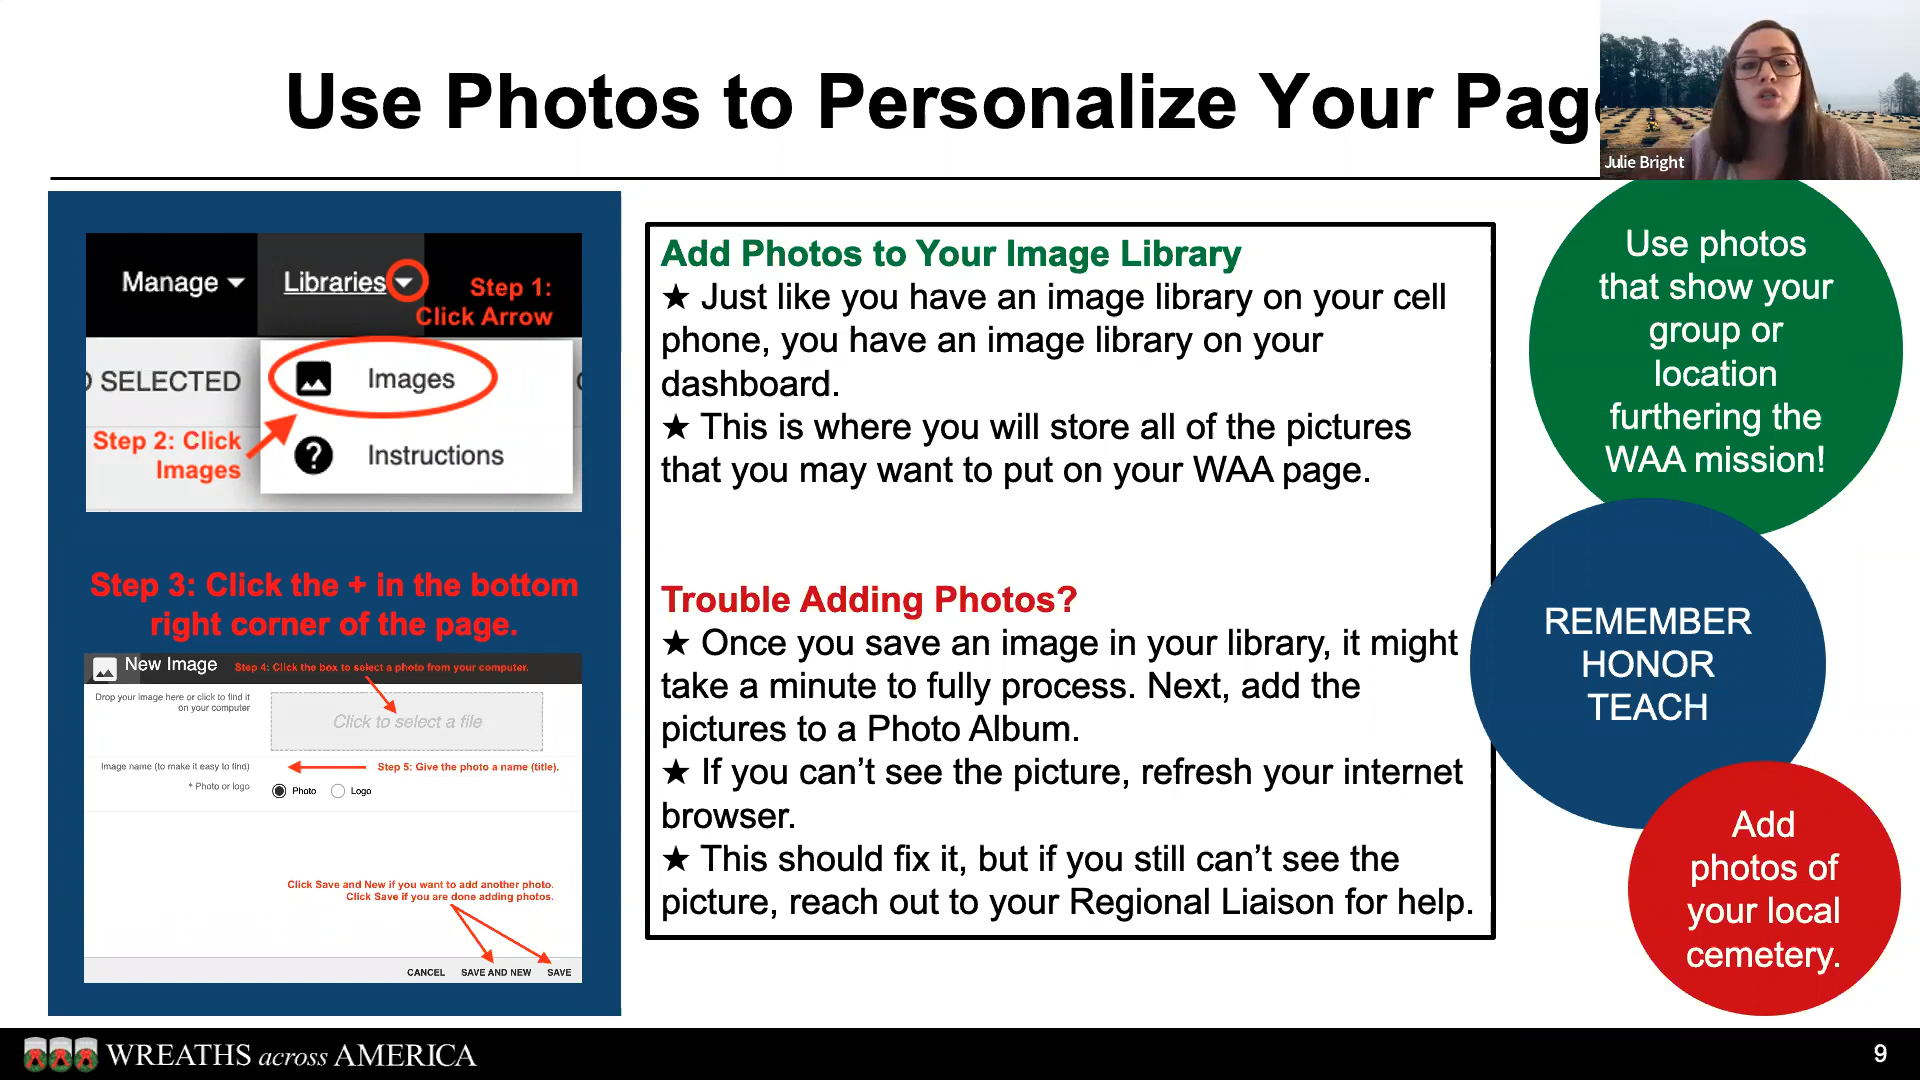 Use Photos to Personalize Your Pag
Julie Bright
Manage
Libraries
Step 1:
Click Arrow
SELECTED
Images
Step 2: Click
Images
Instructions
Step 3: Click the + in the bottom
right corner of the page.
New Image
Step 4: Click the box to select a photo from your computer.
Drop your image here or click to find it
on your computer
Click to select a file
Image name (to make it easy to find)
Step 5: Give the photo a name (title).
* Photo or logo
Photo
Logo
Click Save and New if you want to add another photo.
Click Save if you are done adding photos.
CANCEL SAVE AND NEW SAVE
Add Photos to Your Image Library
★ Just like you have an image library on your cell
phone, you have an image library on your
dashboard.
★ This is where you will store all of the pictures
that you may want to put on your WAA page.
Trouble Adding Photos?
★ Once you save an image in your library, it might
take a minute to fully process. Next, add the
pictures to a Photo Album.
★ If you can’t see the picture, refresh your internet
browser.
★ This should fix it, but if you still can’t see the
picture, reach out to your Regional Liaison for help.
Use photos
that show your
group or
location
furthering the
WAA mission!
REMEMBER
HONOR
TEACH
Add
photos of
your local
cemetery.
WREATHS across AMERICA
9